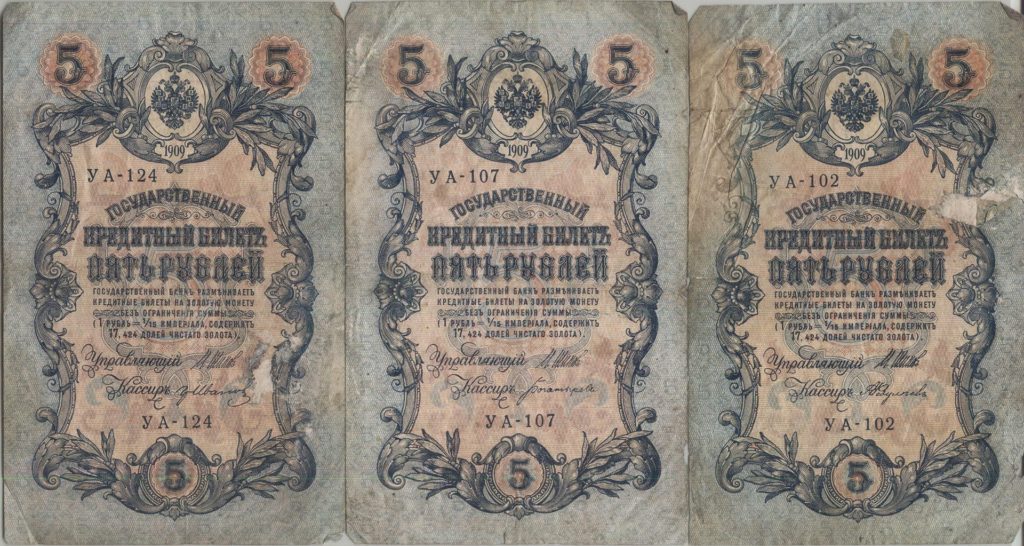 5 5
1909
УА-124
ГОСУДАРСТВЕННЫЙ
КРЕДИТНЫЙ БИЛЕТЪ
ПЯТЬ РУБЛЕЙ
ГОСУДАРСТВЕННЫЙ БАНКЪ РАЗМѢНИВАЕТЪ
КРЕДИТНЫЕ БИЛЕТЫ НА ЗОЛОТУЮ МОНЕТУ
БЕЗЪ ОГРАНИЧЕНІЯ СУММЫ
(1 РУБЛЬ = 1/15 ИМПЕРІАЛА, СОДЕРЖИТЪ
17,424 ДОЛЕЙ ЧИСТАГО ЗОЛОТА).
Управляющій
Кассиръ
УА-124
5
5 5
1909
УА-107
ГОСУДАРСТВЕННЫЙ
КРЕДИТНЫЙ БИЛЕТЪ
ПЯТЬ РУБЛЕЙ
ГОСУДАРСТВЕННЫЙ БАНКЪ РАЗМѢНИВАЕТЪ
КРЕДИТНЫЕ БИЛЕТЫ НА ЗОЛОТУЮ МОНЕТУ
БЕЗЪ ОГРАНИЧЕНІЯ СУММЫ
(1 РУБЛЬ = 1/15 ИМПЕРІАЛА, СОДЕРЖИТЪ
17,424 ДОЛЕЙ ЧИСТАГО ЗОЛОТА).
Управляющій
Кассиръ
УА-107
5
5 5
1909
УА-102
ГОСУДАРСТВЕННЫЙ
КРЕДИТНЫЙ БИЛЕТЪ
ПЯТЬ РУБЛЕЙ
ГОСУДАРСТВЕННЫЙ БАНКЪ РАЗМѢНИВАЕТЪ
КРЕДИТНЫЕ БИЛЕТЫ НА ЗОЛОТУЮ МОНЕТУ
БЕЗЪ ОГРАНИЧЕНІЯ СУММЫ
(1 РУБЛЬ = 1/15 ИМПЕРІАЛА, СОДЕРЖИТЪ
17,424 ДОЛЕЙ ЧИСТАГО ЗОЛОТА).
Управляющій
Кассиръ
УА-102
5